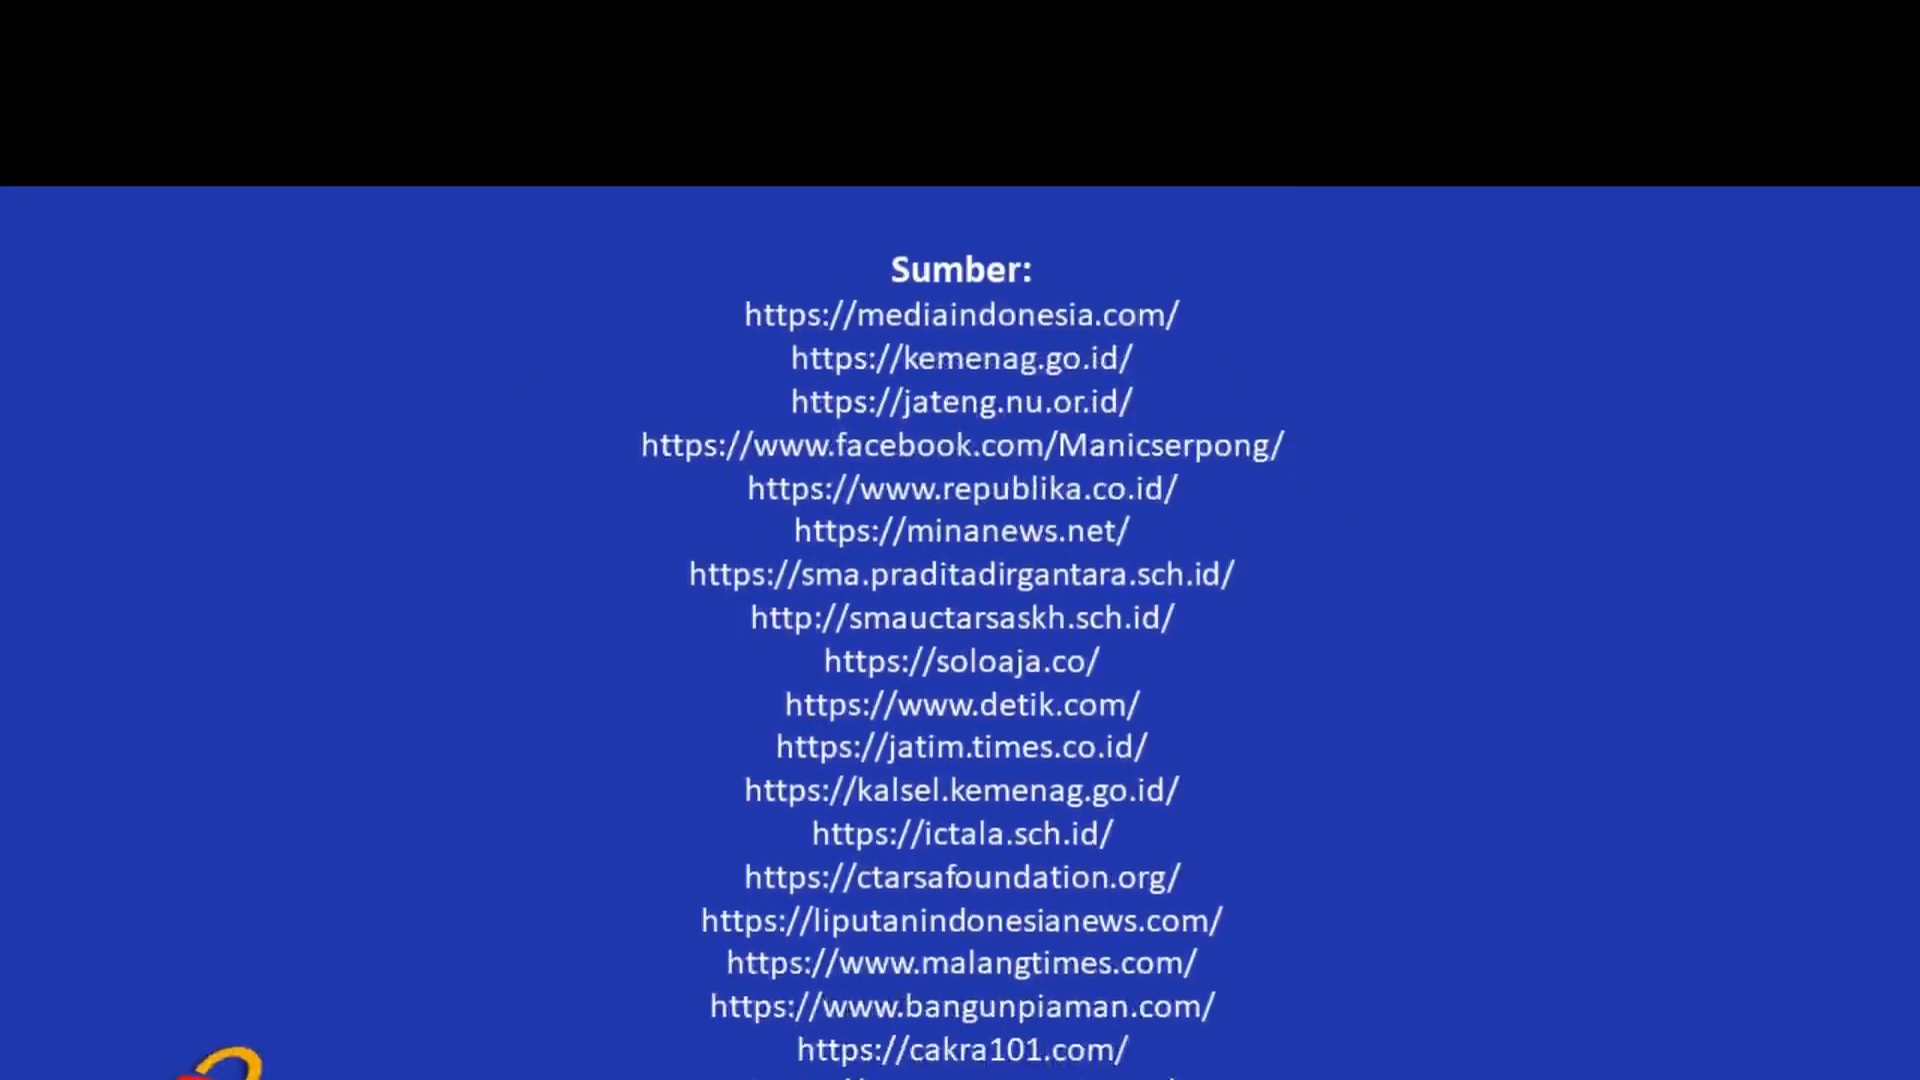 Sumber:
https://mediaindonesia.com/
https://kemenag.go.id/
https://jateng.nu.or.id/
https://www.facebook.com/Manicserpong/
https://www.republika.co.id/
https://minanews.net/
https://sma.praditadirgantara.sch.id/
http://smauctarsaskh.sch.id/
https://soloaja.co/
https://www.detik.com/
https://jatim.times.co.id/
https://kalsel.kemenag.go.id/
https://ictala.sch.id/
https://ctarsafoundation.org/
https://liputanindonesianews.com/
https://www.malangtimes.com/
https://www.bangunpiaman.com/
https://cakra101.com/